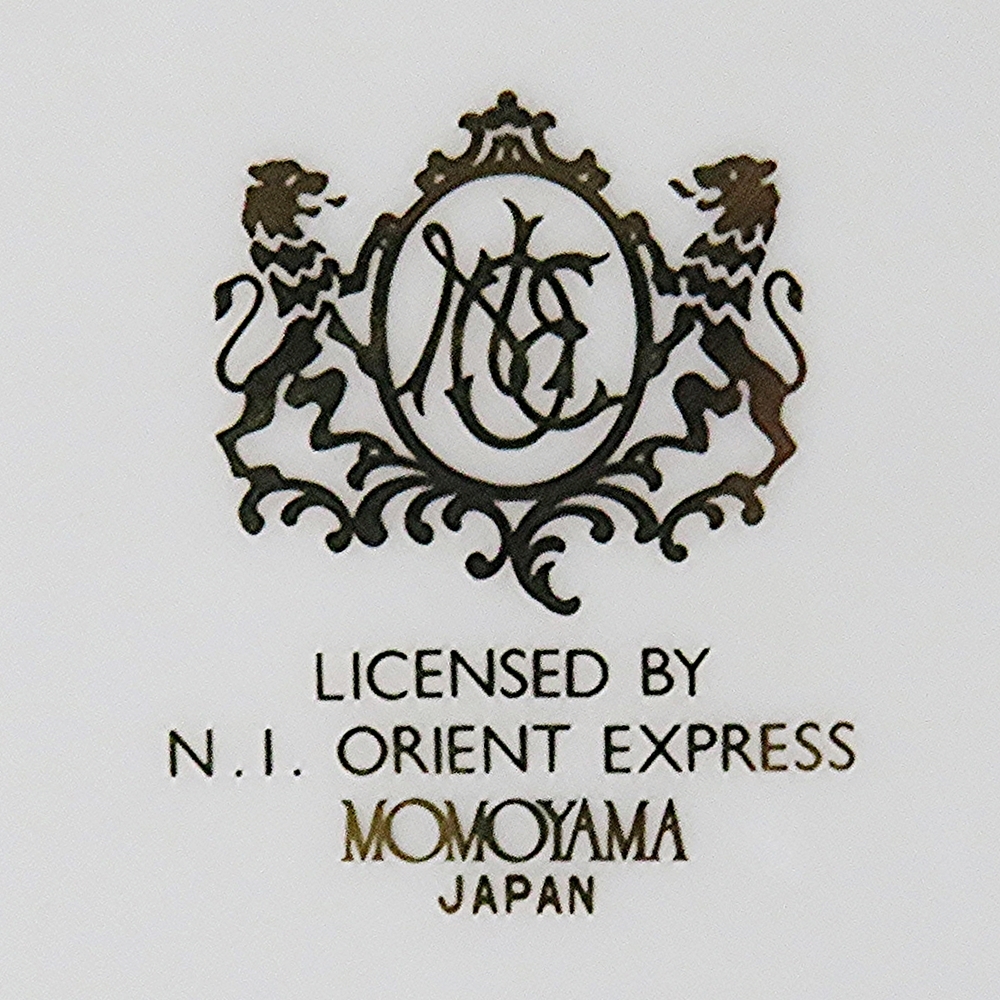 LICENSED BY
N.I. ORIENT EXPRESS
MOMOYAMA
JAPAN